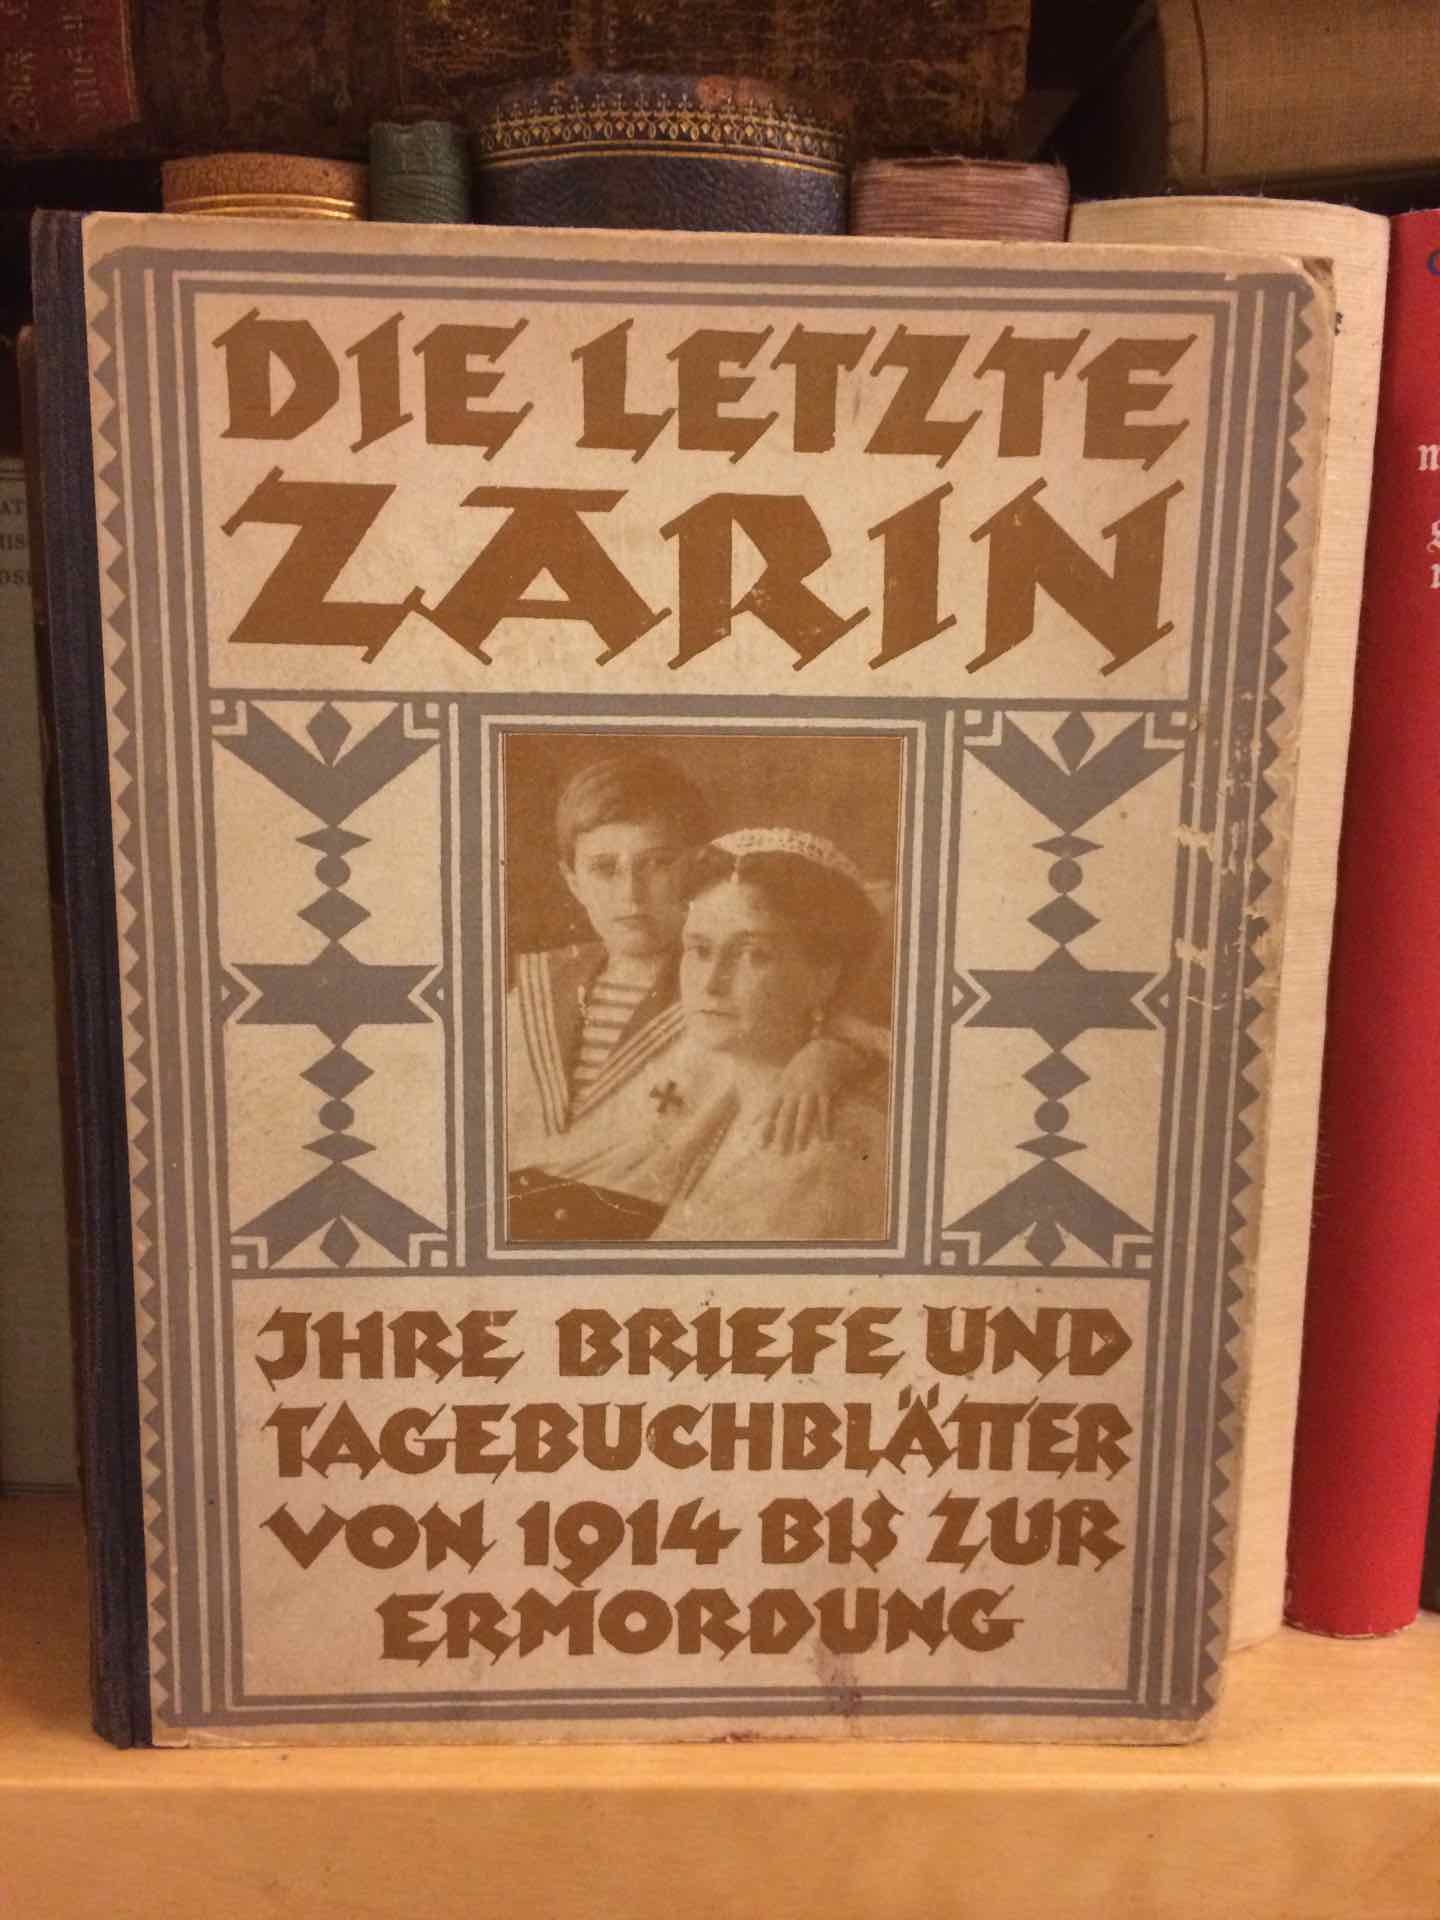 DIE LETZTE
ZARIN
JHRE BRIEFE UND
TAGEBUCHBLÄTTER
VON 1914 BIS ZUR
ERMORDUNG